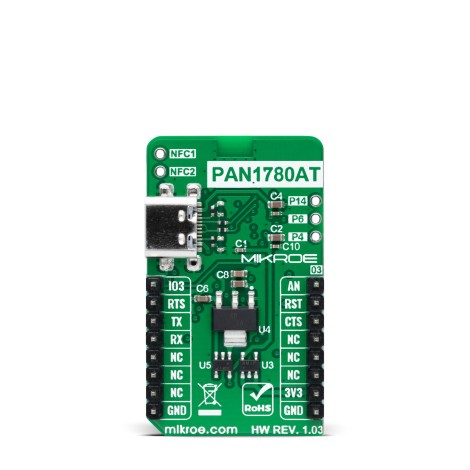 NFC1
NFC2
PAN1780AT
C4
P14
P6
C2
P4
C1
C10
MIKROE
03
IO3
RTS
TX
RX
NC
NC
NC
GND
C8
C6
U4
U5
U3
AN
RST
CTS
NC
NC
NC
3V3
GND
RoHS
mikroe.com
HW REV. 1.03